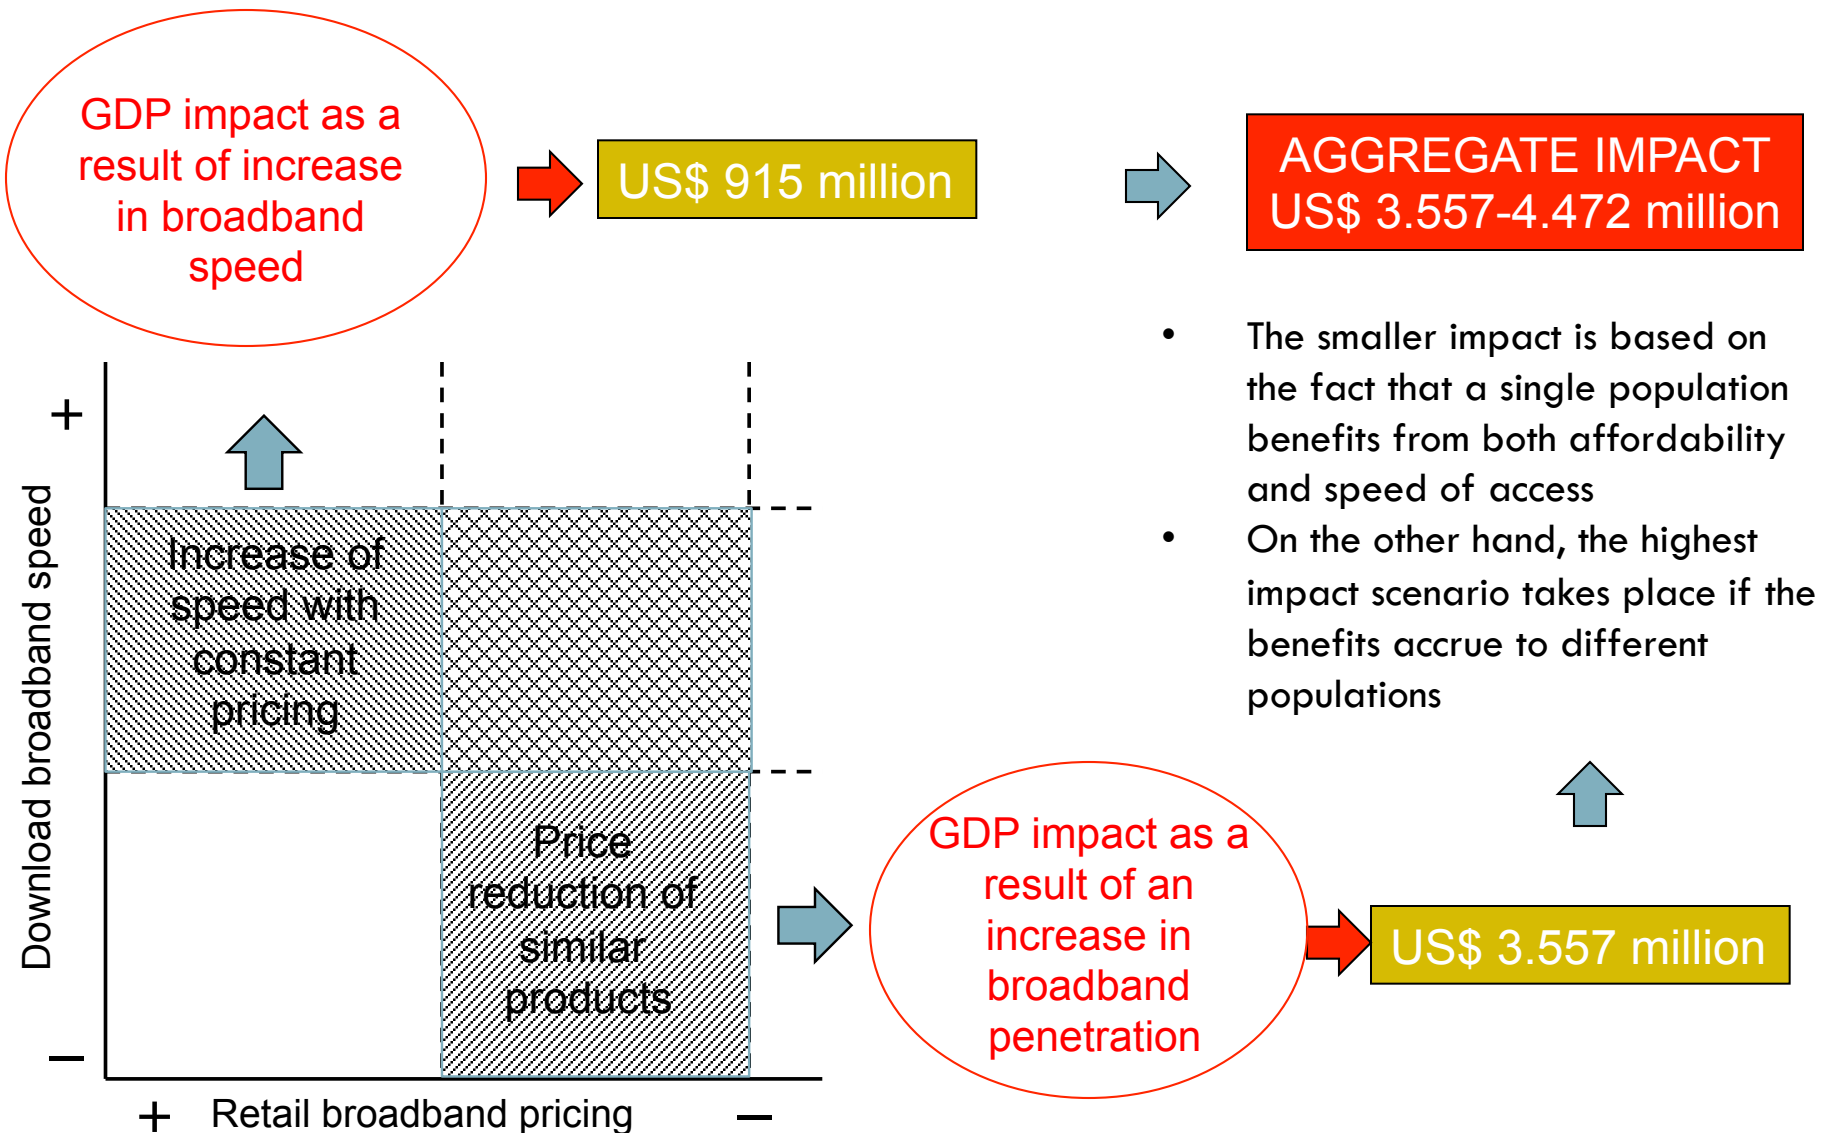 GDP impact as a
result of increase
in broadband
speed
US$ 915 million
AGGREGATE IMPACT
US$ 3.557-4.472 million
• The smaller impact is based on
the fact that a single population
benefits from both affordability
and speed of access
• On the other hand, the highest
impact scenario takes place if the
benefits accrue to different
populations
+
Download broadband speed
–
Increase of
speed with
constant
pricing
Price
reduction of
similar
products
GDP impact as a
result of an
increase in
broadband
penetration
US$ 3.557 million
+ Retail broadband pricing –